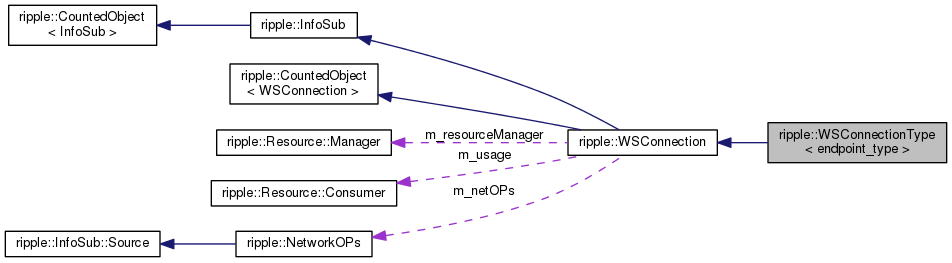 ripple::CountedObject
< InfoSub >
ripple::InfoSub
ripple::CountedObject
< WSConnection >
ripple::Resource::Manager
m_resourceManager
ripple::WSConnection
ripple::WSConnectionType
< endpoint_type >
m_usage
ripple::Resource::Consumer
m_netOPs
ripple::InfoSub::Source
ripple::NetworkOPs